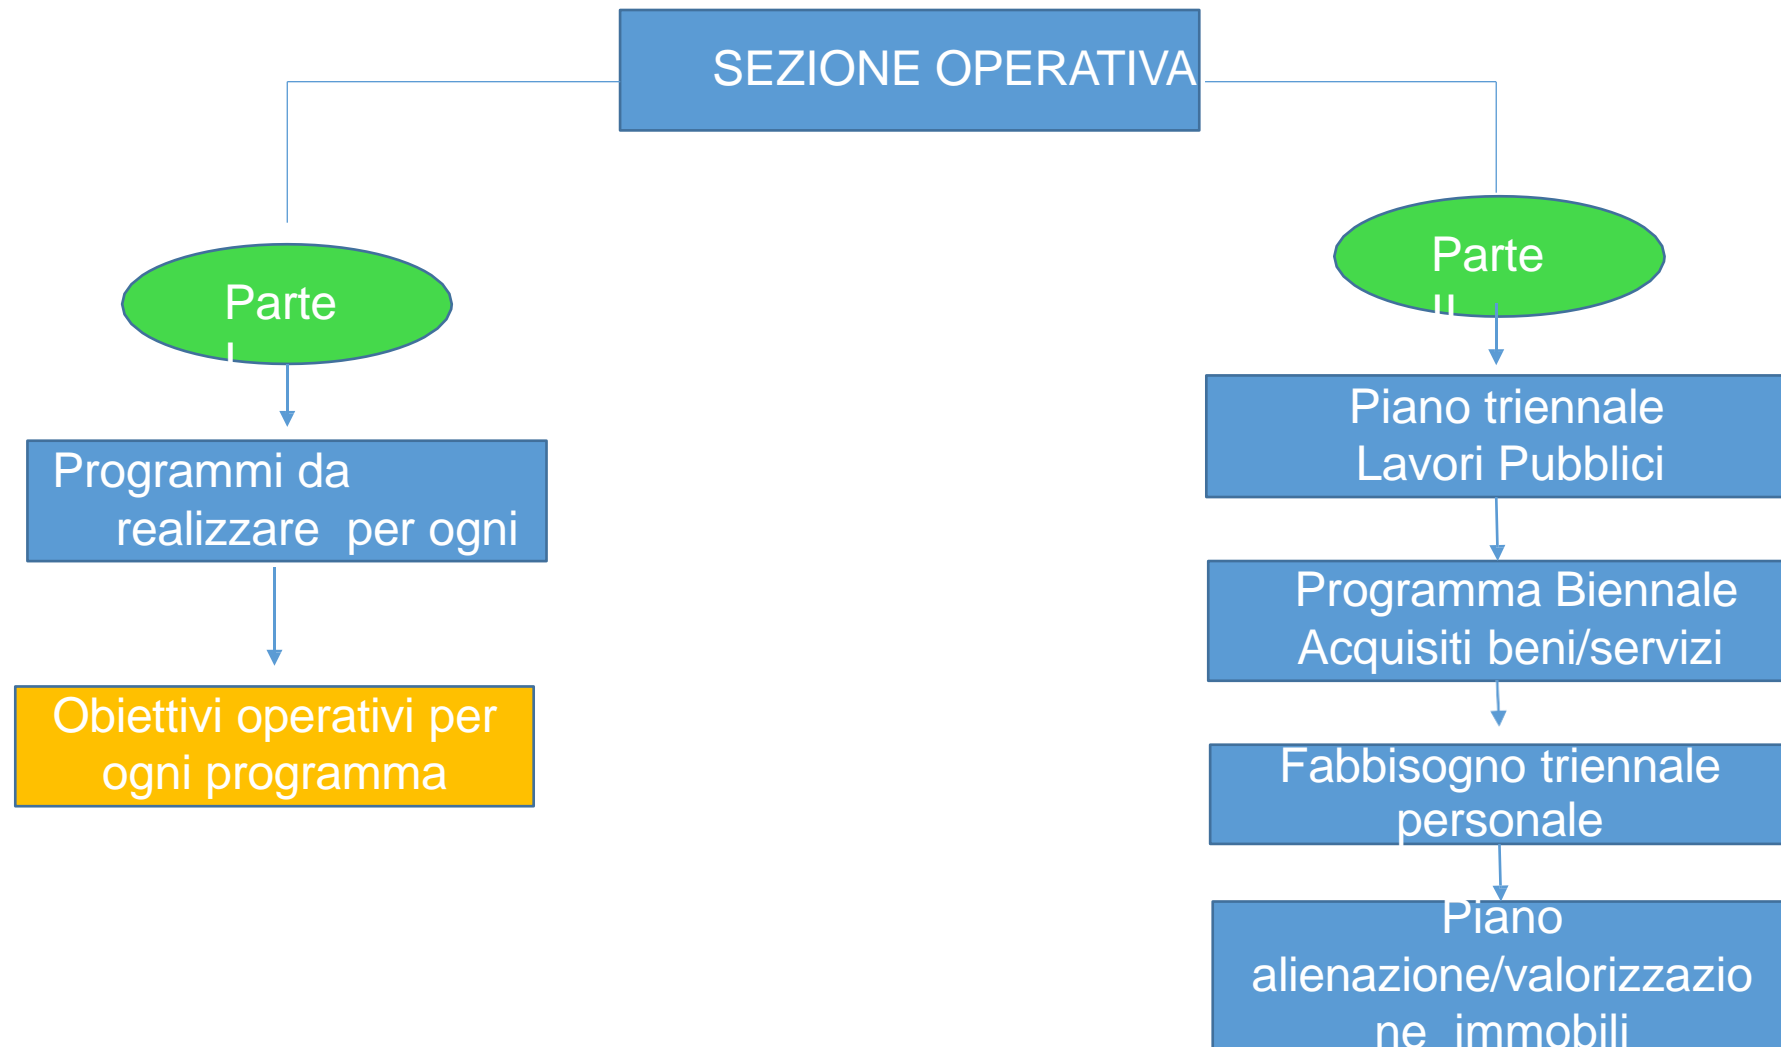 SEZIONE OPERATIVA
Parte
I
Programmi da
realizzare per ogni
Obiettivi operativi per
ogni programma
Parte
II
Piano triennale
Lavori Pubblici
Programma Biennale
Acquisiti beni/servizi
Fabbisogno triennale
personale
Piano
alienazione/valorizzazio
ne immobili